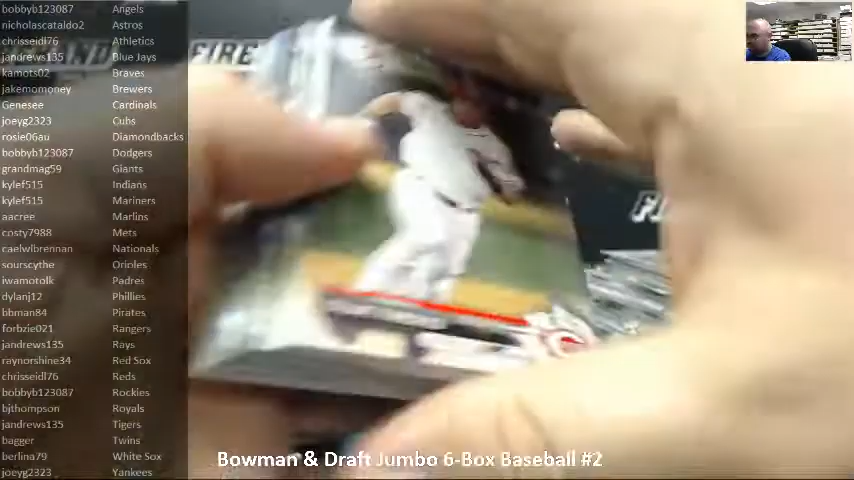 bobbyb123087 Angels
nicholascataldo2 Astros
chrisseidl76 Athletics
jandrews135 Blue Jays
kamots02 Braves
jakemomoney Brewers
Genesee Cardinals
joeyg2323 Cubs
rosie06au Diamondbacks
bobbyb123087 Dodgers
grandmag59 Giants
kylef515 Indians
kylef515 Mariners
aacree Marlins
costy7988 Mets
caelwlbrennan Nationals
sourscythe Orioles
iwamotolk Padres
dylanj12 Phillies
bbman84 Pirates
forbzie021 Rangers
jandrews135 Rays
raynorshine34 Red Sox
chrisseidl76 Reds
bobbyb123087 Rockies
bjthompson Royals
jandrews135 Tigers
bagger Twins
berlina79 White Sox
joeyg2323 Yankees
FIRE
Bowman & Draft Jumbo 6-Box Baseball #2